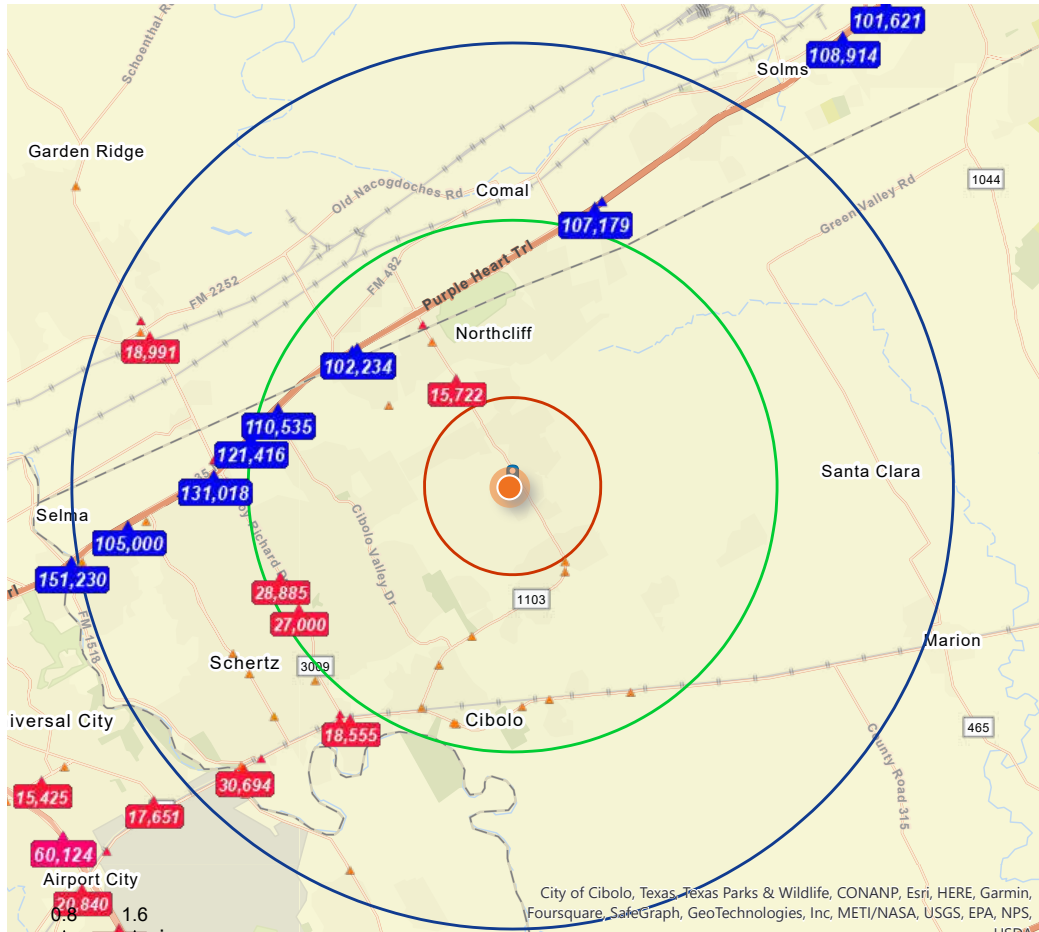 101,621
108,914
Solms
Schoenthal R
Garden Ridge
Old Nacogdoches Rd
Comal
1044
Green Valley Rd
107,179
Purple Heart Trl
FM 482
FM 2252
Northcliff
18,991
102,234
15,722
110,535
121,416
131,018
Santa Clara
Selma
105,000
151,230
oy Richard
Cibolo Valley Dr
28,885
27,000
1103
FM 1518
Schertz
3009
Marion
iversal City
Cibolo
18,555
465
County Road 315
30,694
15,425
17,651
60,124
Airport City
20,840
0.8 1.6
City of Cibolo, Texas, Texas Parks & Wildlife, CONANP, Esri, HERE, Garmin,
Foursquare, SafeGraph, GeoTechnologies, Inc, METI/NASA, USGS, EPA, NPS,
USDA